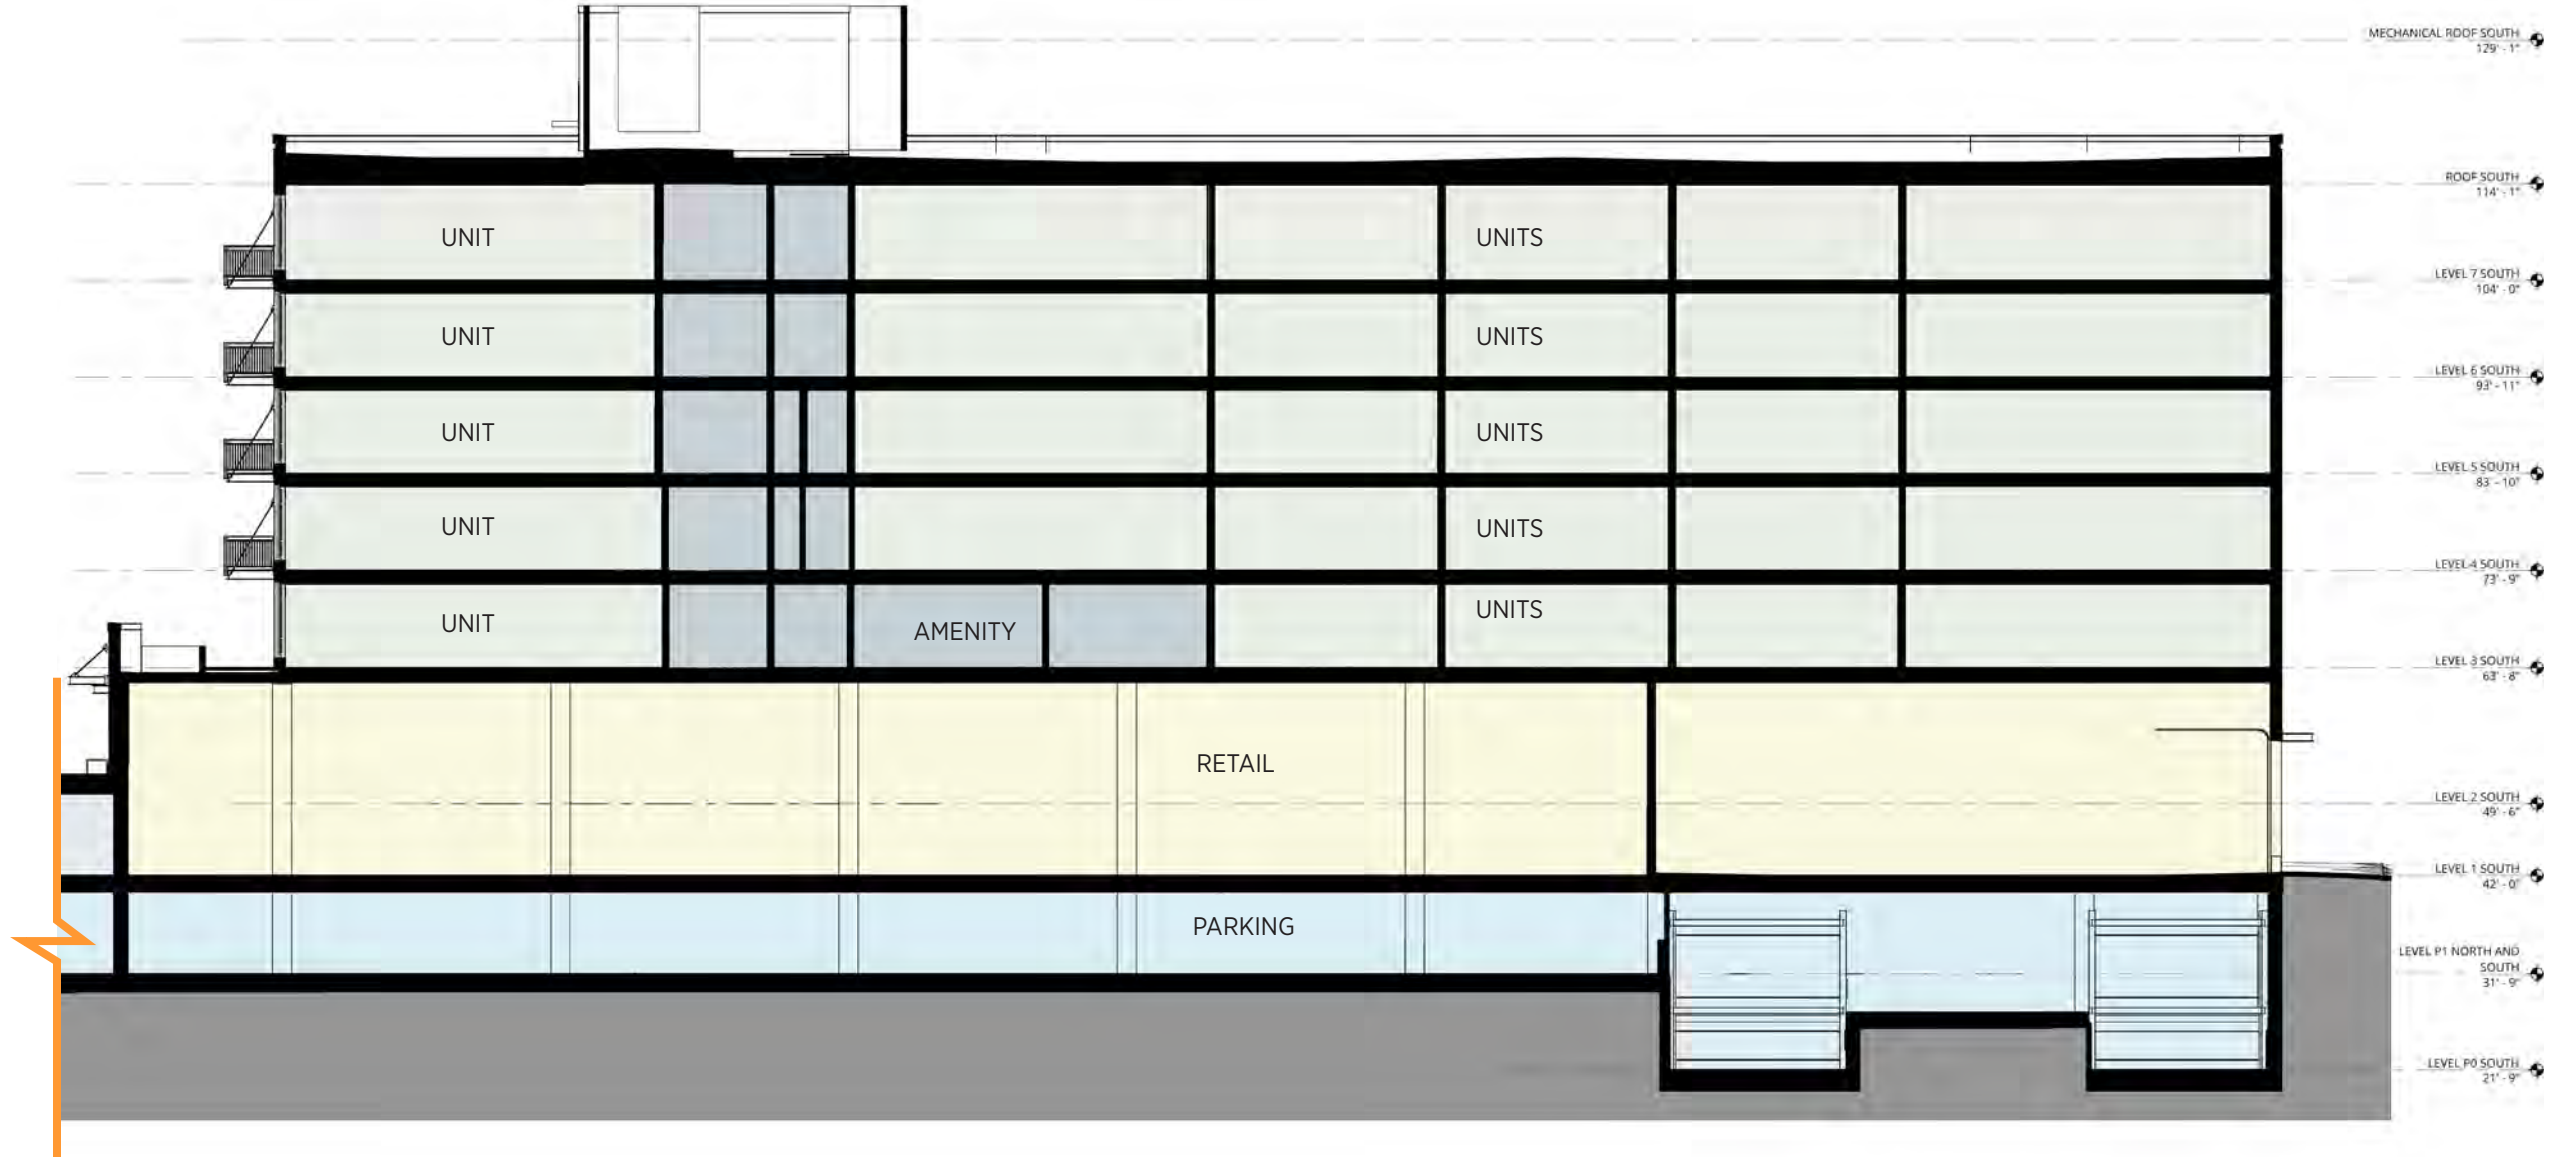 MECHANICAL ROOF SOUTH
129' - 1"
ROOF SOUTH
114' - 1"
UNIT
UNITS
LEVEL 7 SOUTH
104' - 0"
UNIT
UNITS
LEVEL 6 SOUTH
93' - 11"
UNIT
UNITS
LEVEL 5 SOUTH
83' - 10"
UNIT
UNITS
LEVEL 4 SOUTH
73' - 9"
UNIT
AMENITY
UNITS
LEVEL 3 SOUTH
63' - 8"
RETAIL
LEVEL 2 SOUTH
49' - 6"
LEVEL 1 SOUTH
42' - 0"
PARKING
LEVEL P1 NORTH AND
SOUTH
31' - 9"
LEVEL P0 SOUTH
21' - 9"